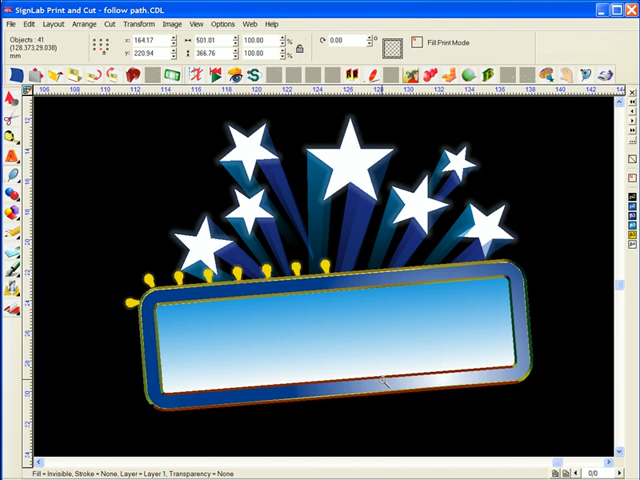 SignLab Print and Cut - follow path.CDL
File Edit Layout Arrange Cut Transform Image View Options Web Help
Objects: 41
(128.373,29.038)
mm
x: 164.17 501.01 100.00 % 0.00 °
y: 220.94 366.76 100.00 %
Fill:Print Mode
106 108 110 112 114 116 118 120 122 124 126 128 130 132 134 136 138 140 142 144
Fill = Invisible, Stroke = None, Layer = Layer 1, Transparency = None
0/0